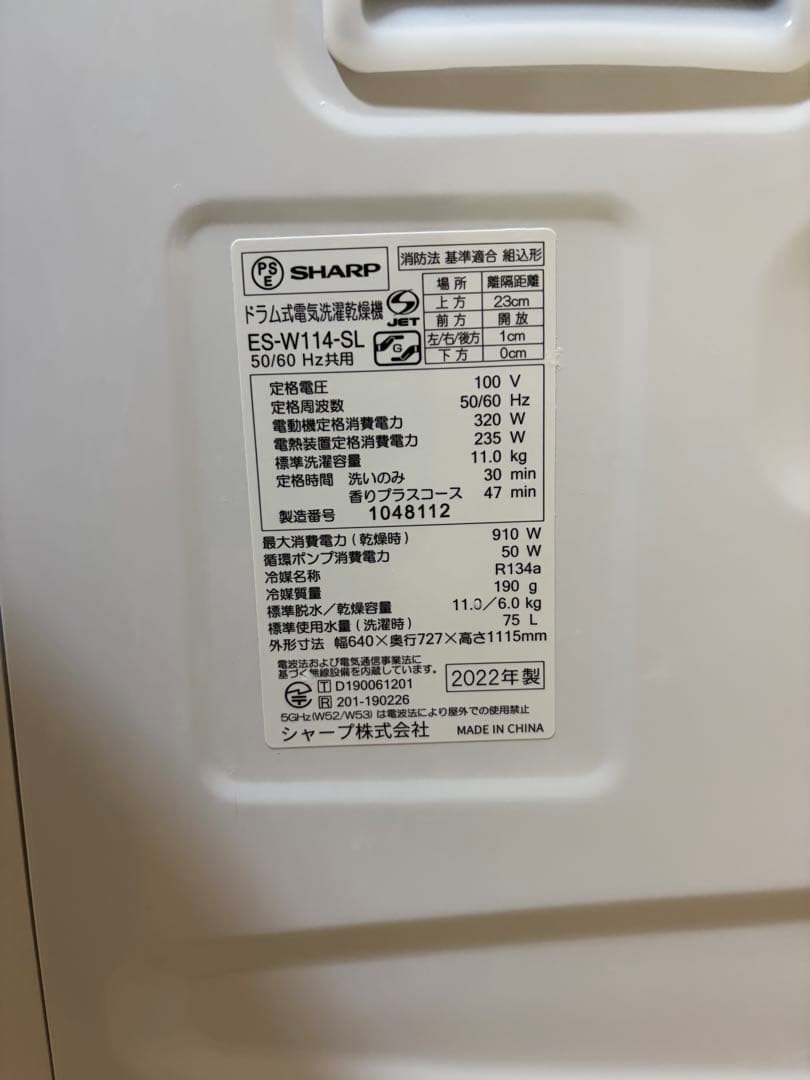 PS E SHARP
消防法 基準適合 組込形
場所 離隔距離
上方 23cm
前方 開放
左/右/後方 1cm
下方 0cm
ドラム式電気洗濯乾燥機
S JET
ES-W114-SL
G
50/60 Hz共用
定格電圧 100 V
定格周波数 50/60 Hz
電動機定格消費電力 320 W
電熱装置定格消費電力 235 W
標準洗濯容量 11.0 kg
定格時間 洗いのみ 30 min
香りプラスコース 47 min
製造番号 1048112
最大消費電力(乾燥時) 910 W
循環ポンプ消費電力 50 W
冷媒名称 R134a
冷媒質量 190 g
標準脱水/乾燥容量 11.0/6.0 kg
標準使用水量(洗濯時) 75 L
外形寸法 幅640×奥行727×高さ1115mm
電波法および電気通信事業法に
基づく無線設備を内蔵しています。
T D190061201
R 201-190226
2022年製
5GHz(W52/W53)は電波法により屋外での使用禁止
シャープ株式会社 MADE IN CHINA